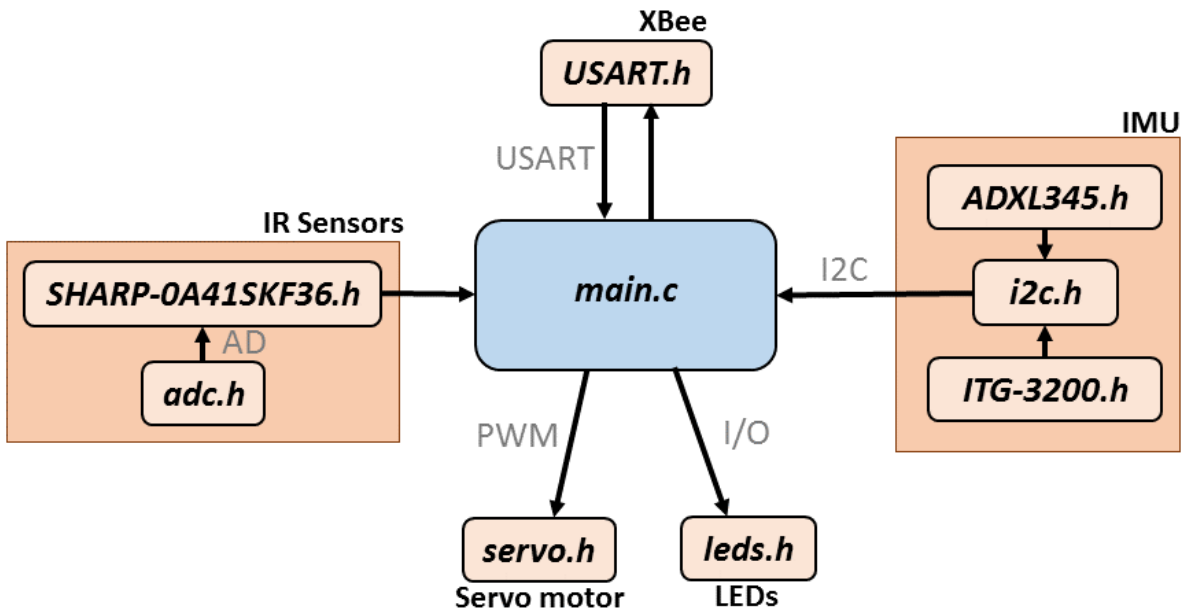 XBee
USART.h
USART
IMU
ADXL345.h
IR Sensors
SHARP-0A41SKF36.h
main.c
I2C
i2c.h
AD
adc.h
ITG-3200.h
PWM
I/O
servo.h
leds.h
Servo motor
LEDs